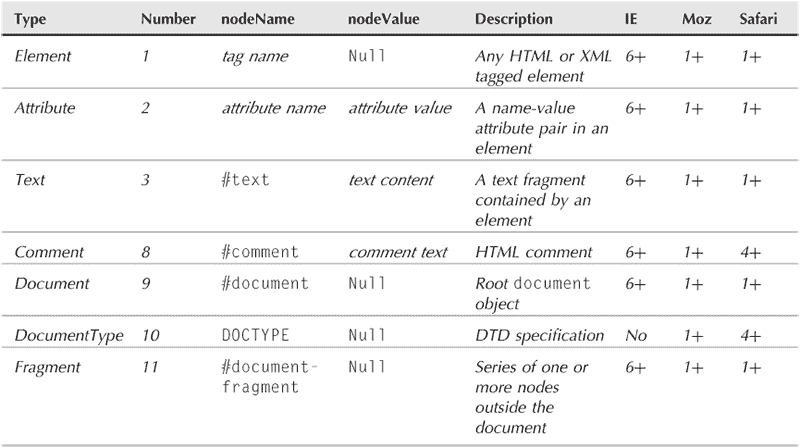 Type Number nodeName nodeValue Description IE Moz Safari
Element 1 tag name Null Any HTML or XML 6+ 1+ 1+
tagged element
Attribute 2 attribute name attribute value A name-value 6+ 1+ 1+
attribute pair in an
element
Text 3 #text text content A text fragment 6+ 1+ 1+
contained by an
element
Comment 8 #comment comment text HTML comment 6+ 1+ 4+
Document 9 #document Null Root document 6+ 1+ 1+
object
DocumentType 10 DOCTYPE Null DTD specification No 1+ 4+
Fragment 11 #document- Null Series of one or 6+ 1+ 1+
fragment more nodes
outside the
document